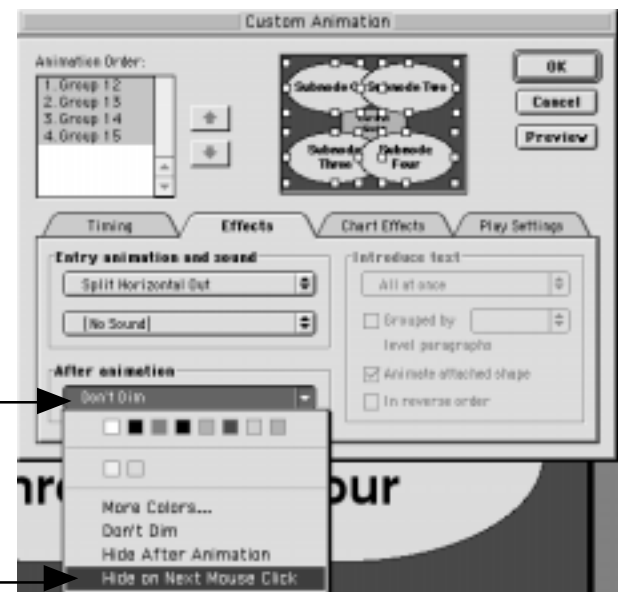 Custom Animation
Animation Order:
1. Group 12
2. Group 13
3. Group 14
4. Group 15
Subnode Two
Subnode Three
Subnode Four
OK
Cancel
Preview
Timing
Effects
Chart Effects
Play Settings
Entry animation and sound
Split Horizontal Out
[No Sound]
Introduce text
All at once
Grouped by
level paragraphs
Animate attached shape
In reverse order
After animation
Don't Dim
More Colors...
Don't Dim
Hide After Animation
Hide on Next Mouse Click
our